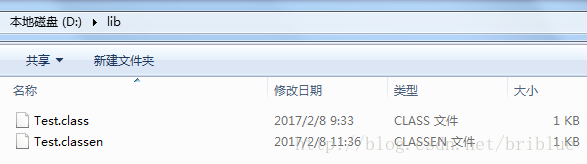 本地磁盘 (D:) ▸ lib
共享 ▼ 新建文件夹
名称 修改日期 类型 大小
Test.class 2017/2/8 9:33 CLASS 文件 1 KB
Test.classen 2017/2/8 11:36 CLASSEN 文件 1 KB
http://blog.csdn.net/briblue